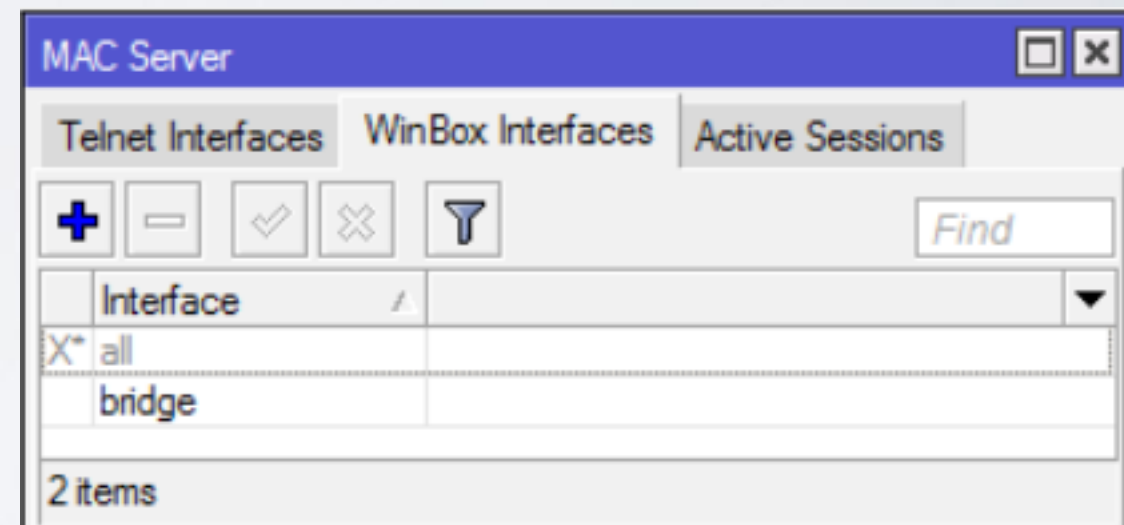 MAC Server
Telnet Interfaces WinBox Interfaces Active Sessions
Find
Interface
X* all
bridge
2 items